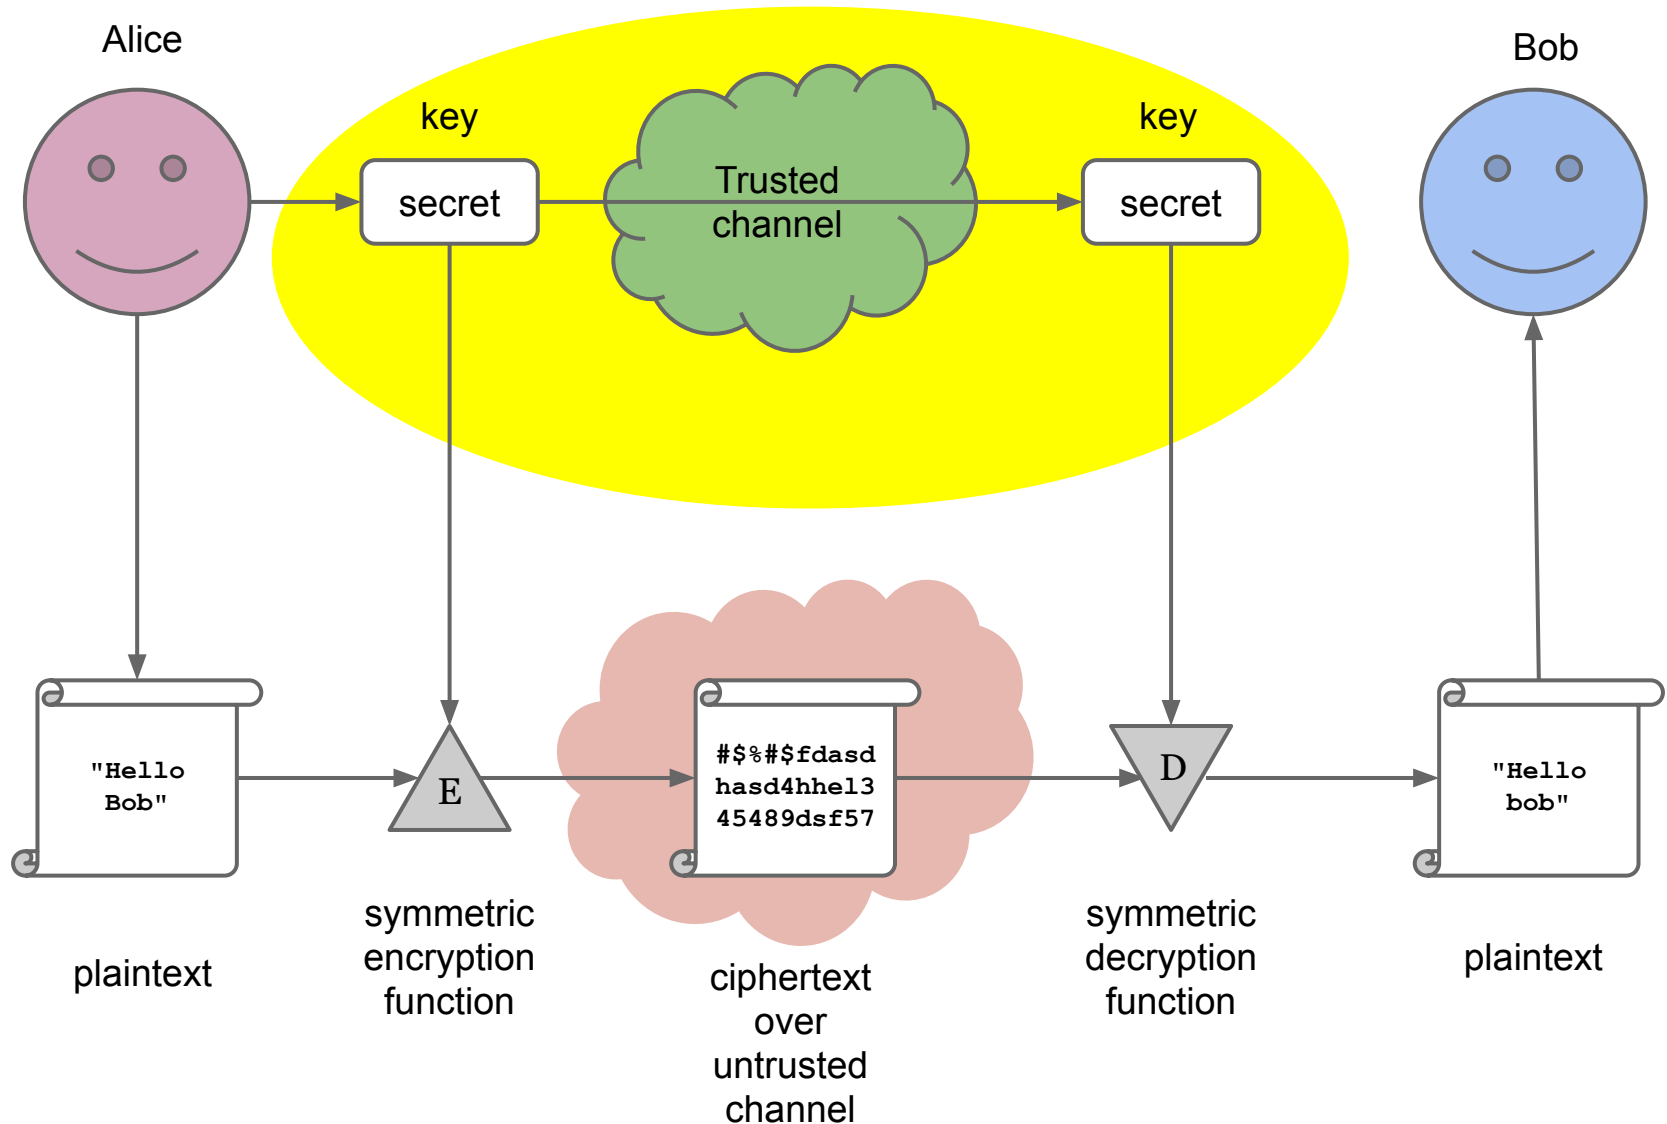 Alice
Bob
key
key
secret
Trusted
channel
secret
"Hello
Bob"
E
#$%#$fdasd
hasd4hhel3
45489dsf57
D
"Hello
bob"
plaintext
symmetric
encryption
function
ciphertext
over
untrusted
channel
symmetric
decryption
function
plaintext